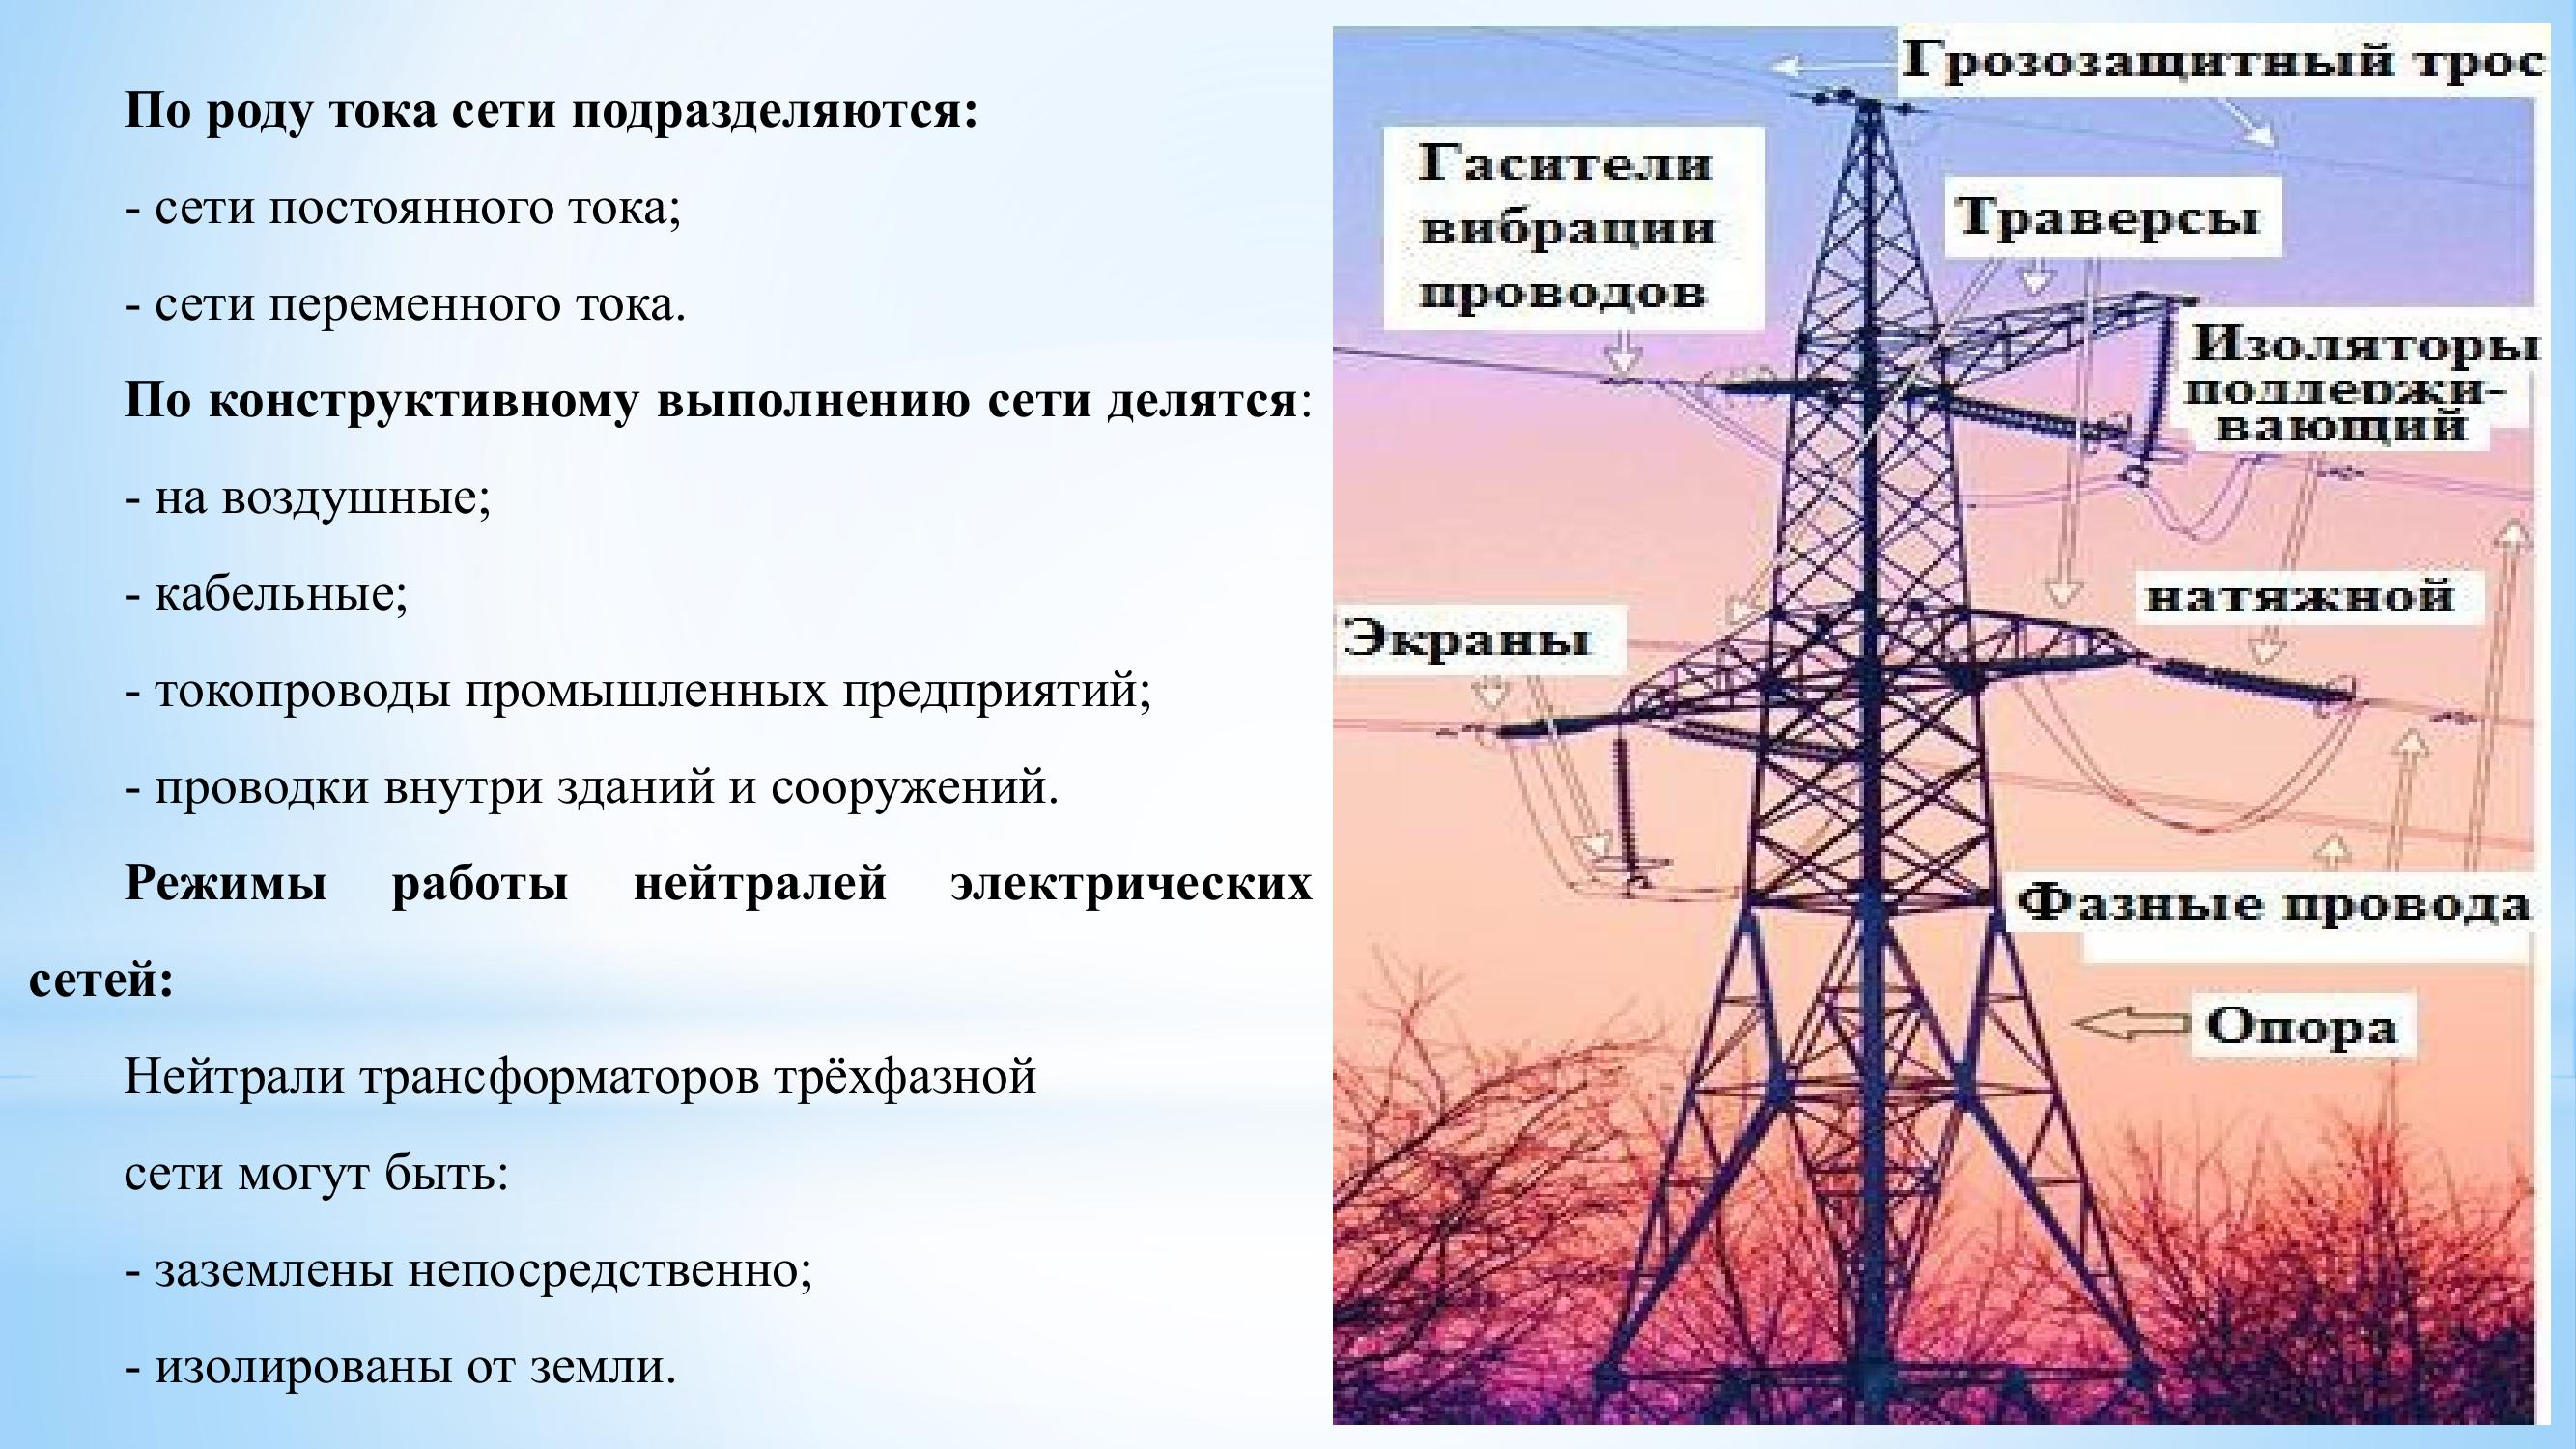 По роду тока сети подразделяются:
- сети постоянного тока;
- сети переменного тока.
По конструктивному выполнению сети делятся:
- на воздушные;
- кабельные;
- токопроводы промышленных предприятий;
- проводки внутри зданий и сооружений.
Режимы работы нейтралей электрических
сетей:
Нейтрали трансформаторов трёхфазной
сети могут быть:
- заземлены непосредственно;
- изолированы от земли.
Грозозащитный трос
Гасители
вибрации
проводов
Траверсы
Изоляторы
поддержи-
вающий
натяжной
Экраны
Фазные провода
Опора